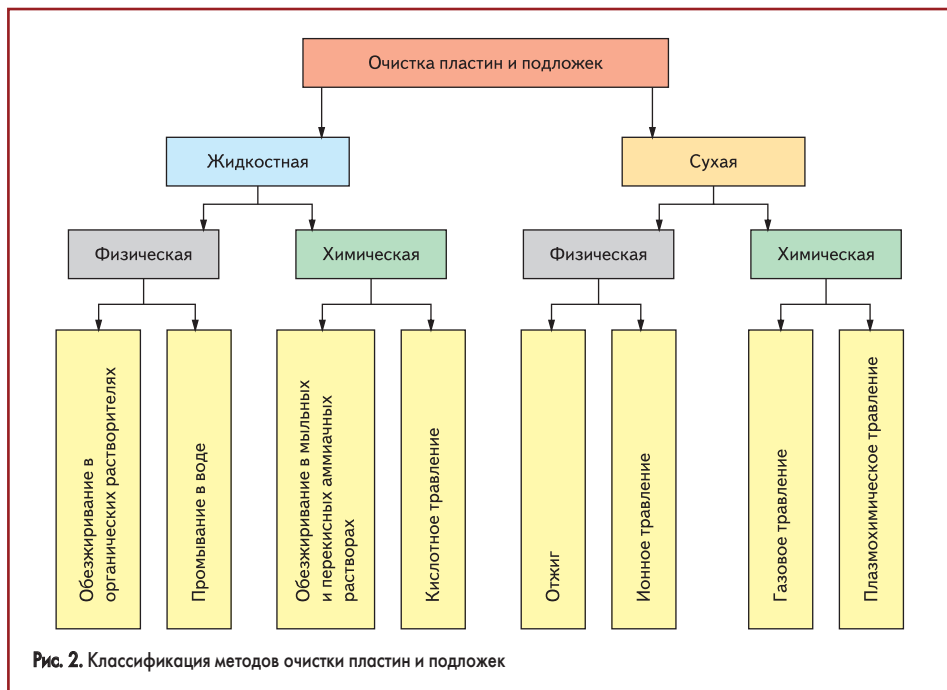 Очистка пластин и подложек
Жидкостная
Сухая
Физическая
Химическая
Физическая
Химическая
Обезжиривание в
органических растворителях
Промывание в воде
Обезжиривание в мыльных
и перекисных аммиачных
растворах
Кислотное травление
Отжиг
Ионное травление
Газовое травление
Плазмохимическое травление
Рис. 2. Классификация методов очистки пластин и подложек